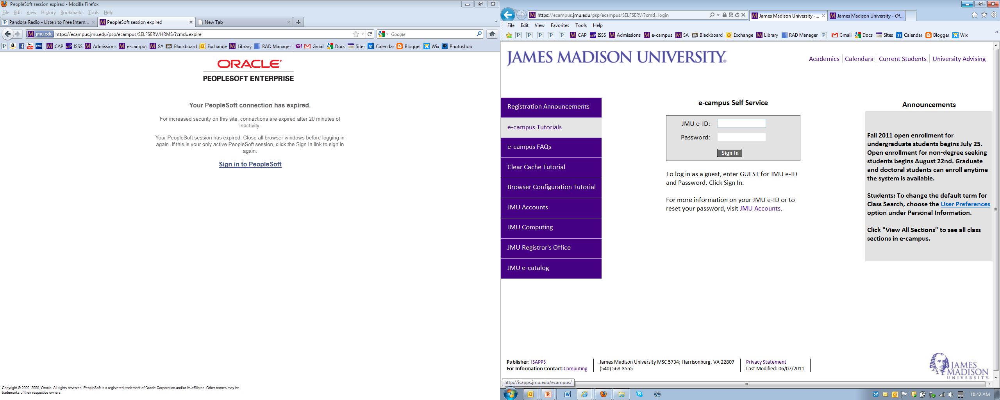 PeopleSoft session expired - Mozilla Firefox
File Edit View History Bookmarks Tools Help
Pandora Radio - Listen to Free Intern...
PeopleSoft session expired
New Tab
jmu.edu https://ecampus.jmu.edu/psp/ecampus/SELFSERV/HRMS/?cmd=expire
Google
CAP ISSS Admissions e-campus SA Blackboard Exchange Library RAD Manager Gmail Docs Sites Calendar Blogger Wix Photoshop
ORACLE®
PEOPLESOFT ENTERPRISE
Your PeopleSoft connection has expired.
For increased security on this site, connections are expired after 20 minutes of
inactivity.
Your PeopleSoft session has expired. Close all browser windows before logging in
again. If this is your only active PeopleSoft session, click the Sign In link to sign in
again.
Sign in to PeopleSoft
Copyright © 2000, 2009, Oracle. All rights reserved. PeopleSoft is a registered trademark of Oracle Corporation and/or its affiliates. Other names may be
trademarks of their respective owners.
https://ecampus.jmu.edu/psp/ecampus/SELFSERV/?cmd=login
James Madison University -...
James Madison University - Of...
File Edit View Favorites Tools Help
CAP ISSS Admissions e-campus SA Blackboard Exchange Library RAD Manager Gmail Docs Sites Calendar Blogger Wix
JAMES MADISON UNIVERSITY®
Academics Calendars Current Students University Advising
Registration Announcements
e-campus Tutorials
e-campus FAQs
Clear Cache Tutorial
Browser Configuration Tutorial
JMU Accounts
JMU Computing
JMU Registrar's Office
JMU e-catalog
e-campus Self Service
JMU e-ID:
Password:
Sign In
To log in as a guest, enter GUEST for JMU e-ID
and Password. Click Sign In.
For more information on your JMU e-ID or to
reset your password, visit JMU Accounts.
Announcements
Fall 2011 open enrollment for
undergraduate students begins July 25.
Open enrollment for non-degree seeking
students begins August 22nd. Graduate
and doctoral students can enroll anytime
the system is available.
Students: To change the default term for
Class Search, choose the User Preferences
option under Personal Information.
Click "View All Sections" to see all class
sections in e-campus.
Publisher: ISAPPS
For Information Contact:Computing
James Madison University MSC 5734; Harrisonburg, VA 22807
(540) 568-3555
Privacy Statement
Last Modified: 06/07/2011
JAMES
MADISON
UNIVERSITY.
http://isapps.jmu.edu/ecampus/
10:42 AM